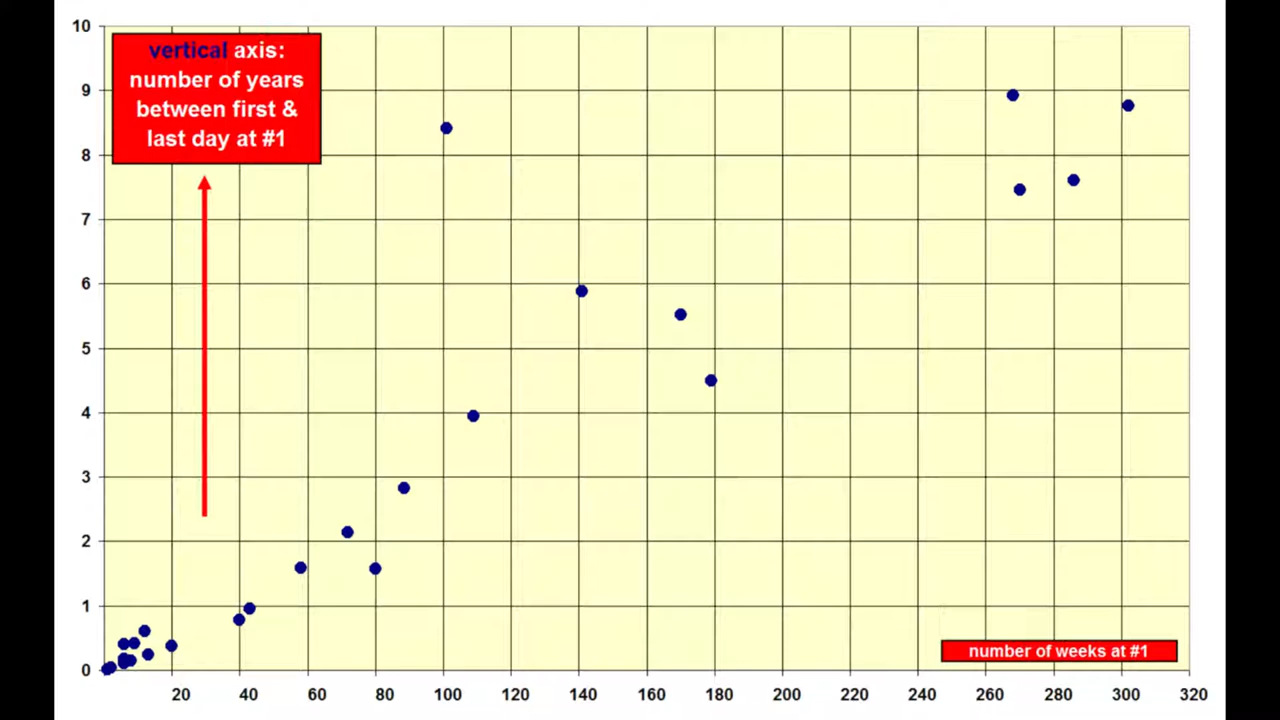 10
vertical axis:
number of years
between first &
last day at #1
9
8
7
6
5
4
3
2
1
number of weeks at #1
0
20 40 60 80 100 120 140 160 180 200 220 240 260 280 300 320